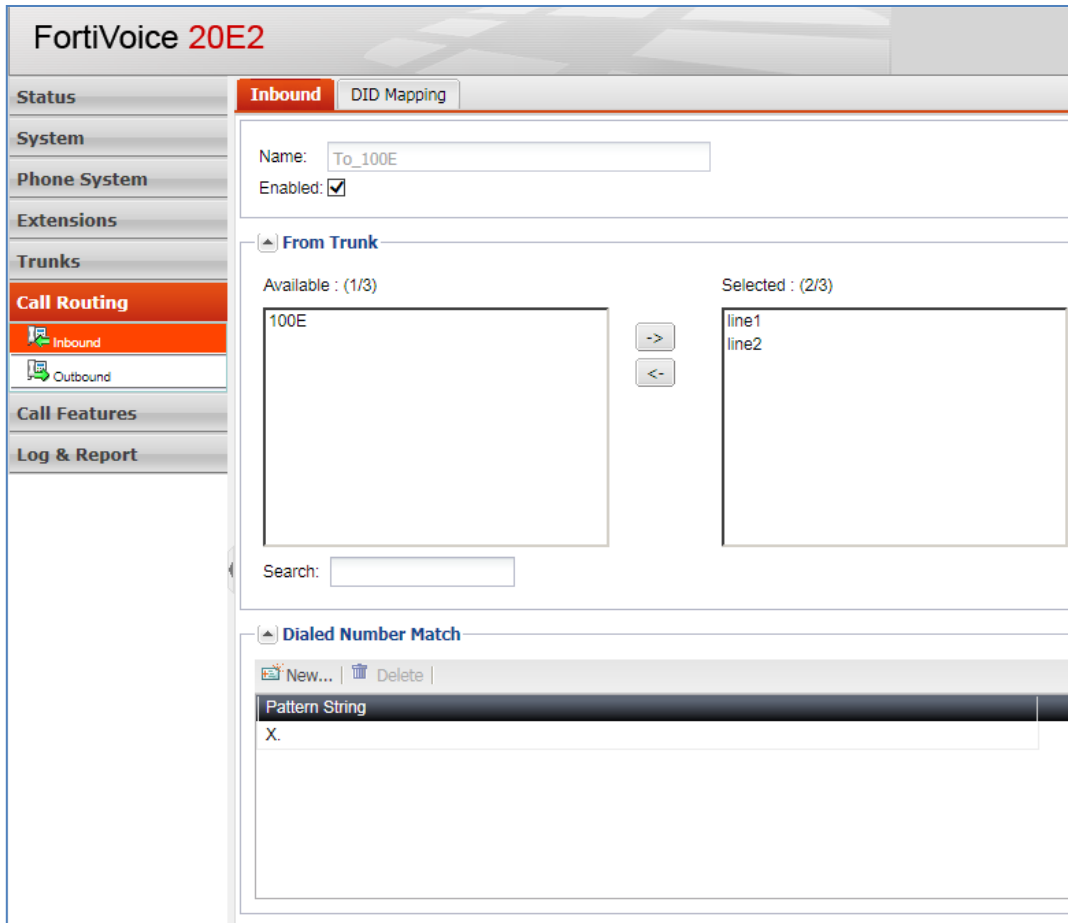 FortiVoice 20E2
Status
System
Phone System
Extensions
Trunks
Call Routing
Inbound
Outbound
Call Features
Log & Report
Inbound
DID Mapping
Name: To_100E
Enabled:
From Trunk
Available : (1/3)
Selected : (2/3)
100E
->
<-
line1
line2
Search:
Dialed Number Match
New... | Delete |
Pattern String
X.